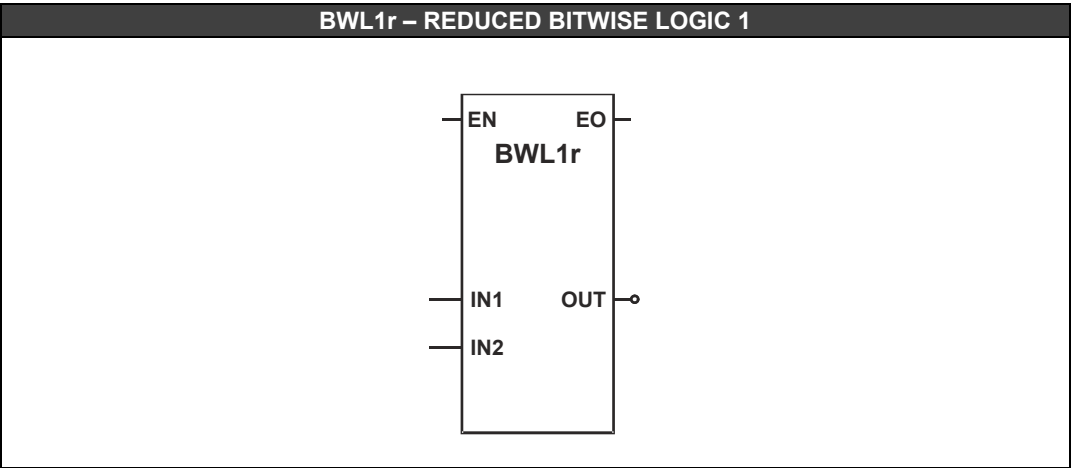 BWL1r – REDUCED BITWISE LOGIC 1
EN EO
BWL1r
IN1 OUT
IN2